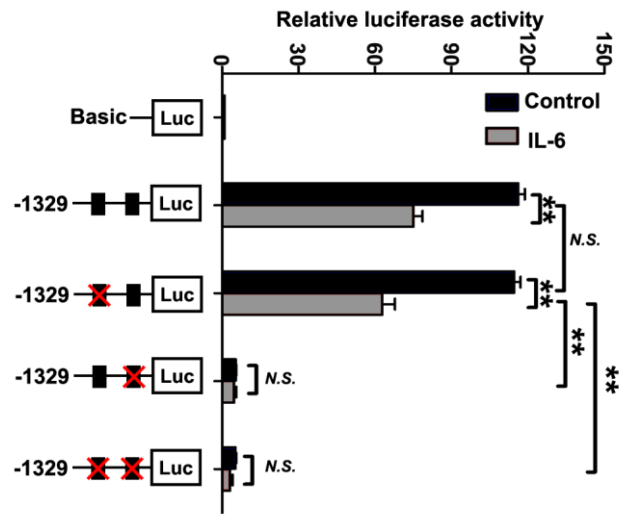 Relative luciferase activity
0 30 60 90 120 150
Control
IL-6
Basic Luc
-1329 Luc
**
N.S.
-1329 Luc
**
**
**
-1329 Luc
N.S.
-1329 Luc
N.S.